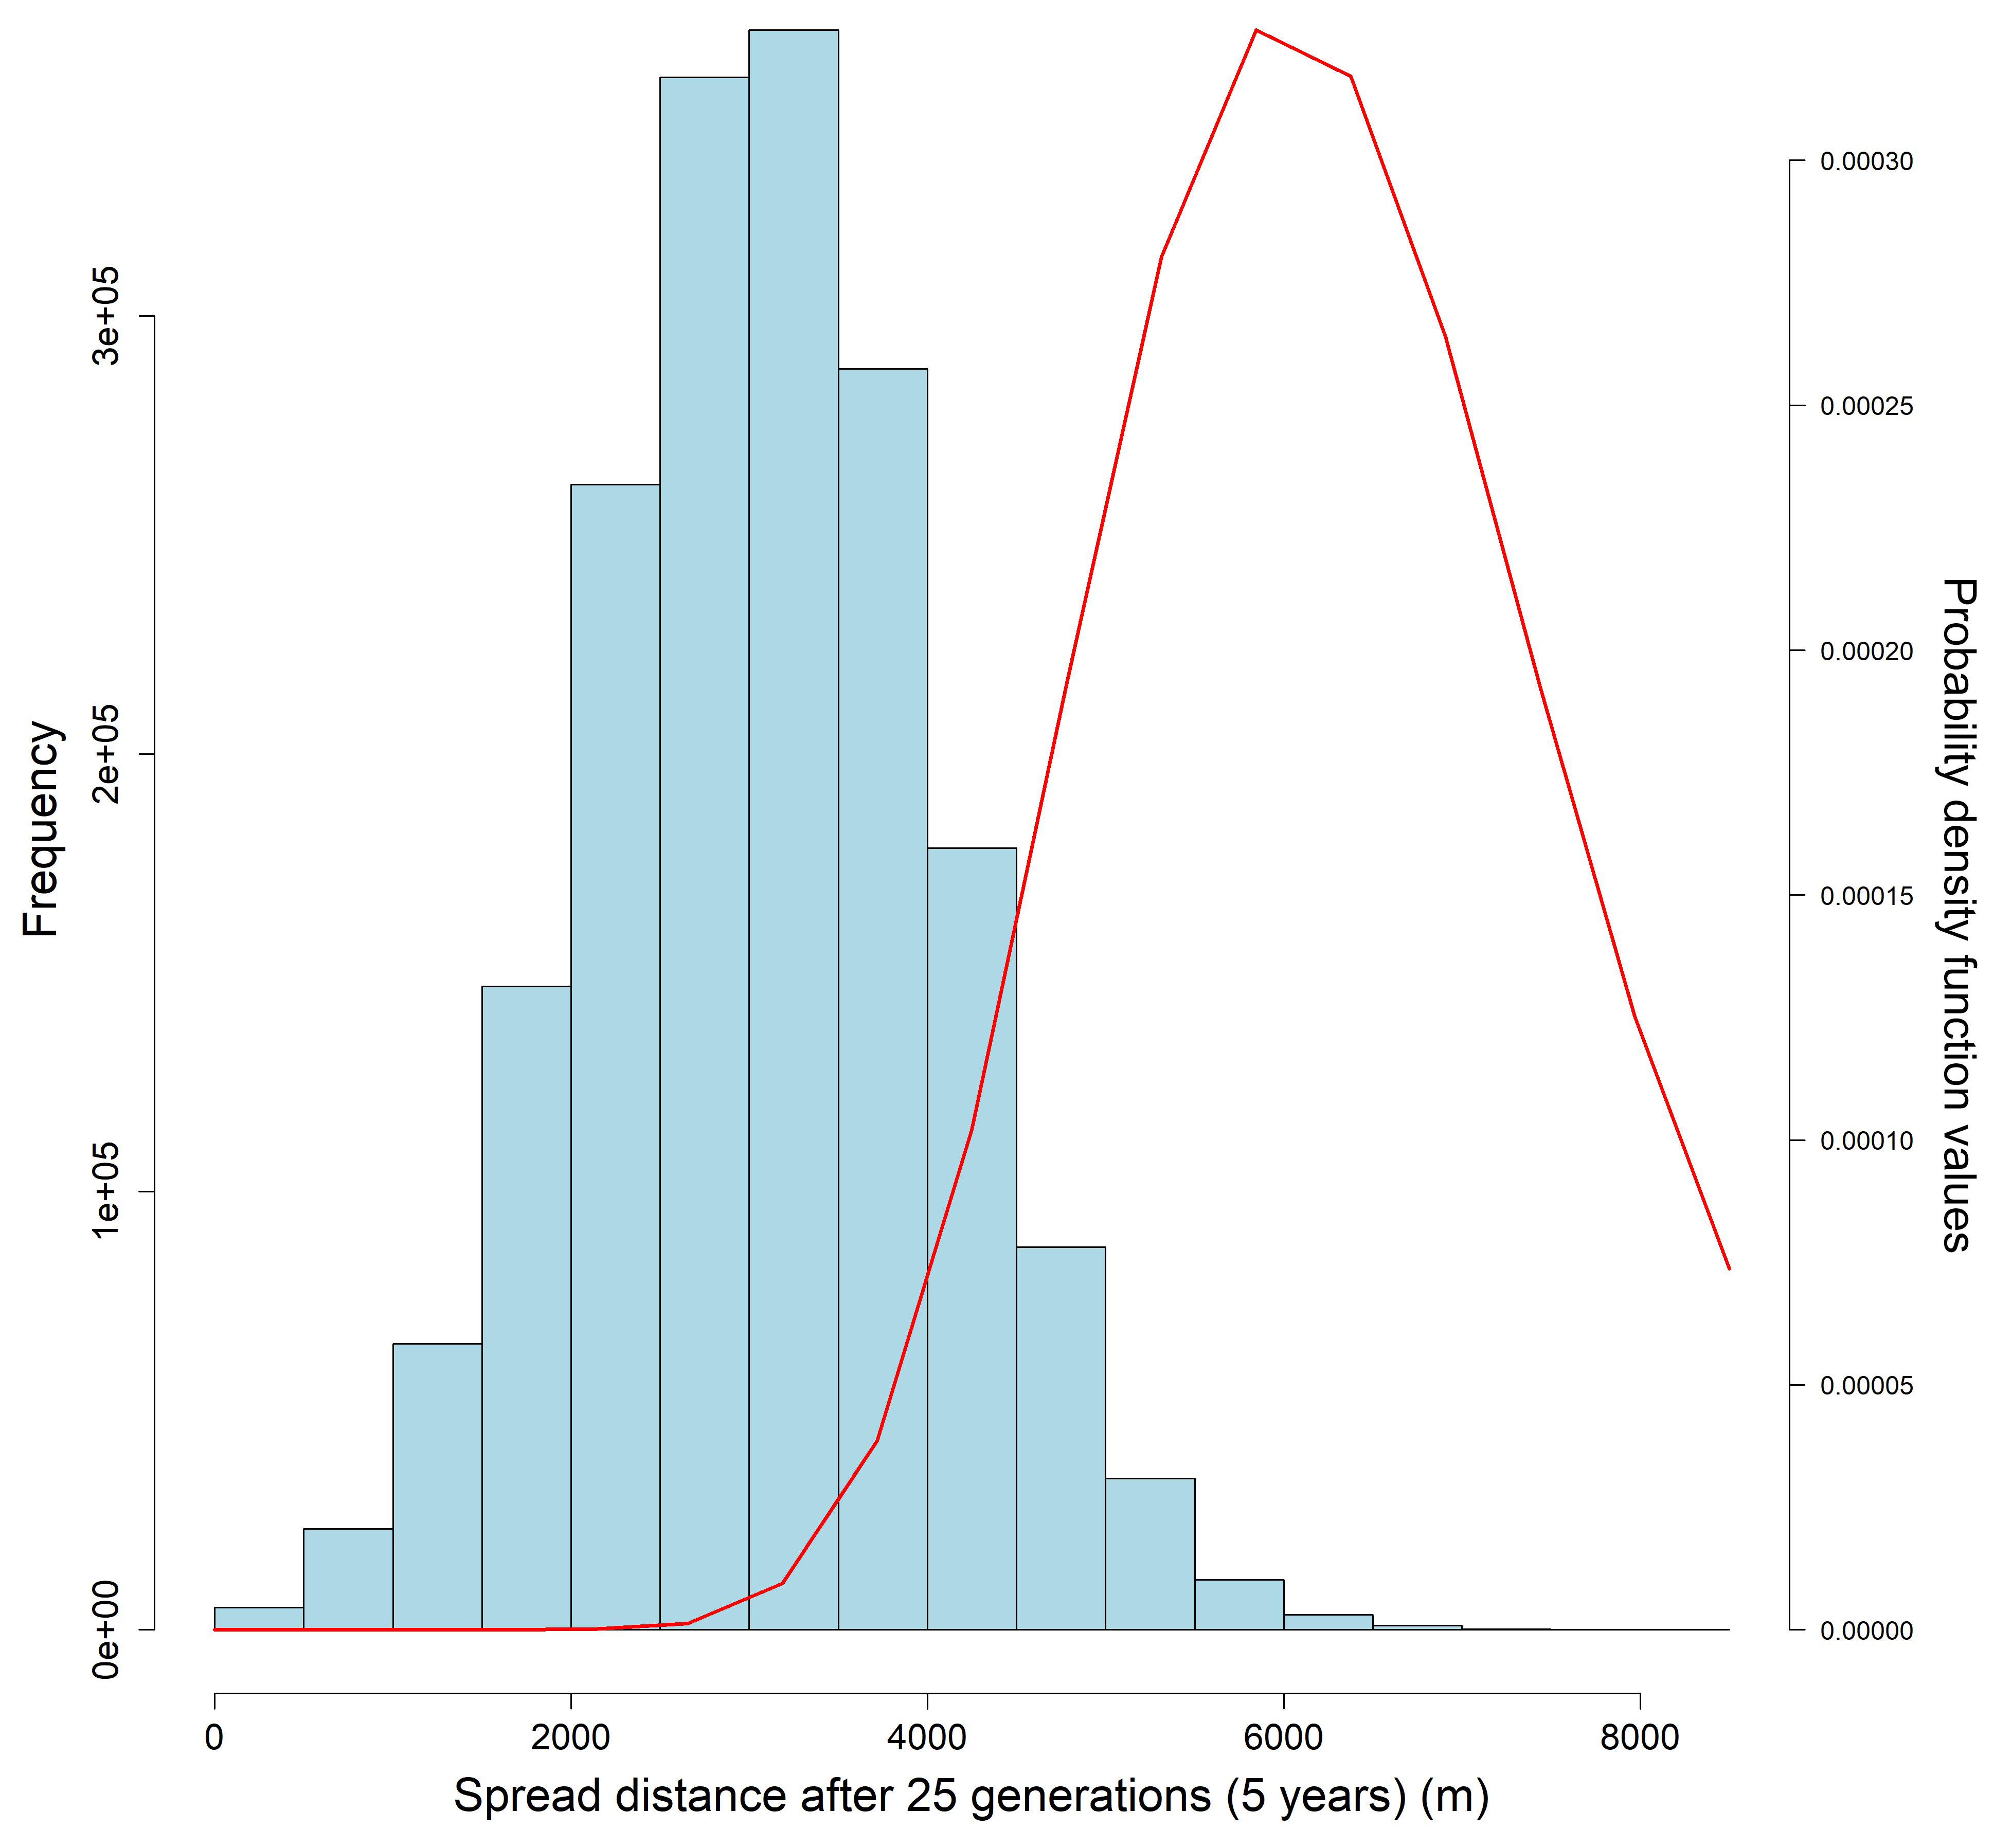 Frequency
3e+05
2e+05
1e+05
0e+00
0.00030
0.00025
0.00020
0.00015
0.00010
0.00005
0.00000
Probability density function values
0 2000 4000 6000 8000
Spread distance after 25 generations (5 years) (m)